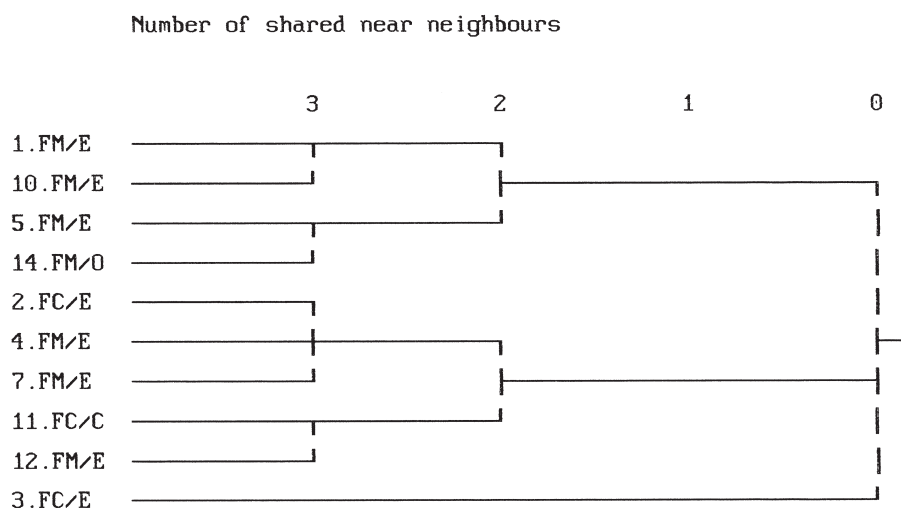 Number of shared near neighbours
3 2 1 0
1.FM/E
10.FM/E
5.FM/E
14.FM/O
2.FC/E
4.FM/E
7.FM/E
11.FC/C
12.FM/E
3.FC/E